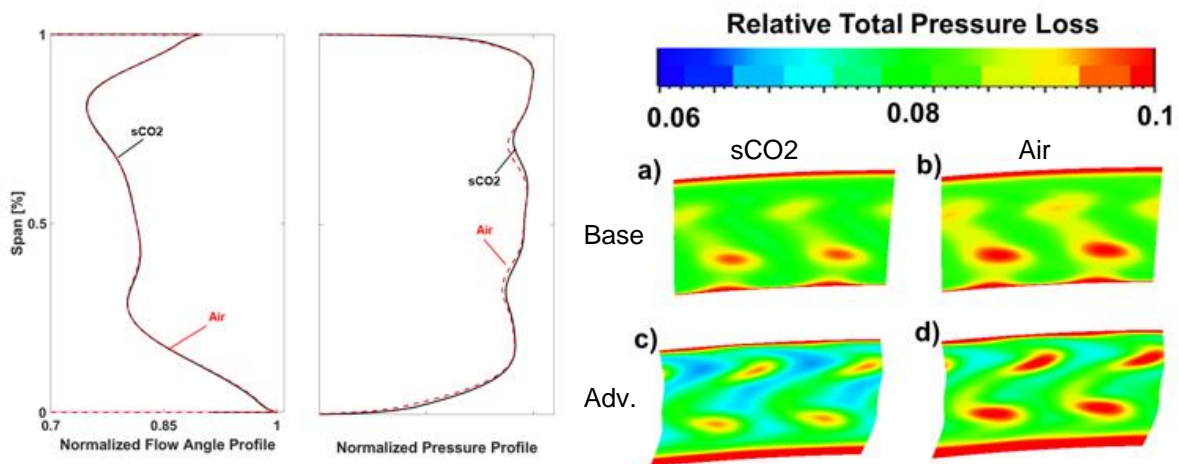 Span [%]
1
0.5
0
sCO2
Air
0.7
0.85
1
Normalized Flow Angle Profile
sCO2
Air
Normalized Pressure Profile
Relative Total Pressure Loss
0.06
0.08
0.1
sCO2
Air
a)
b)
Base
c)
d)
Adv.